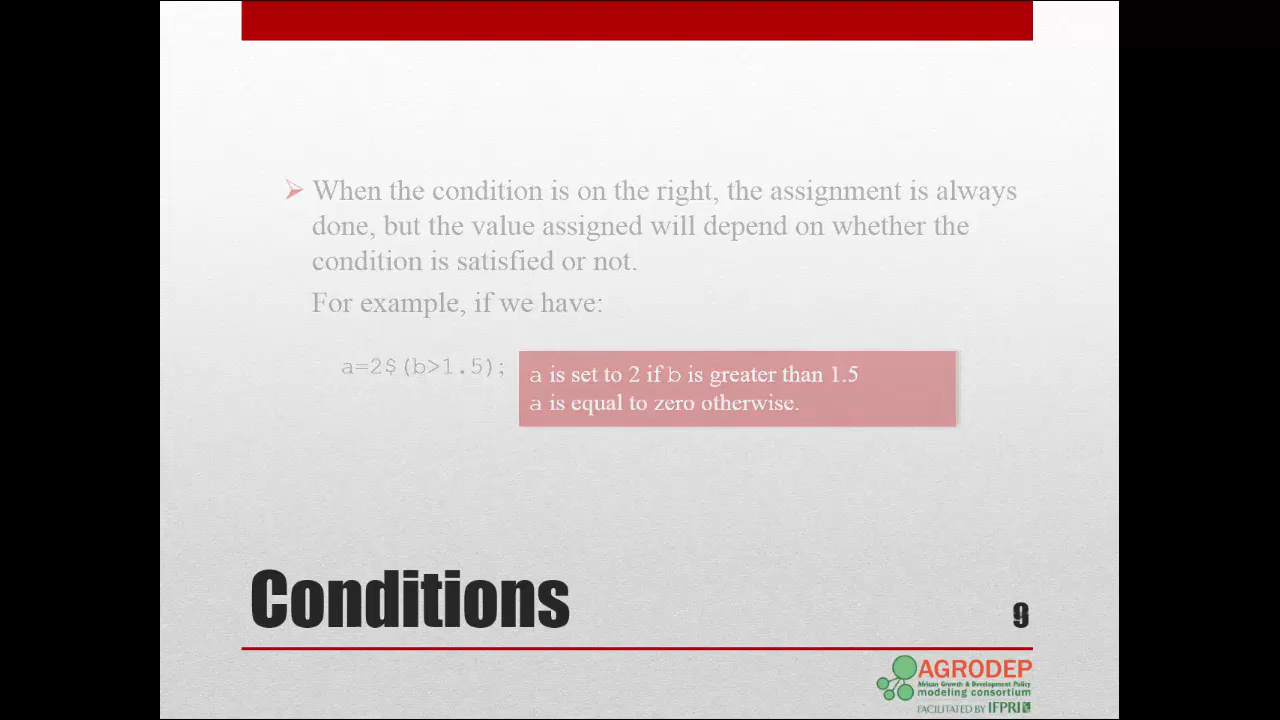 When the condition is on the right, the assignment is always
done, but the value assigned will depend on whether the
condition is satisfied or not.
For example, if we have:
a=2$(b>1.5);
a is set to 2 if b is greater than 1.5
a is equal to zero otherwise.
Conditions
9
AGRODEP
African Growth & Development Policy
modeling consortium
FACILITATED BY IFPRI